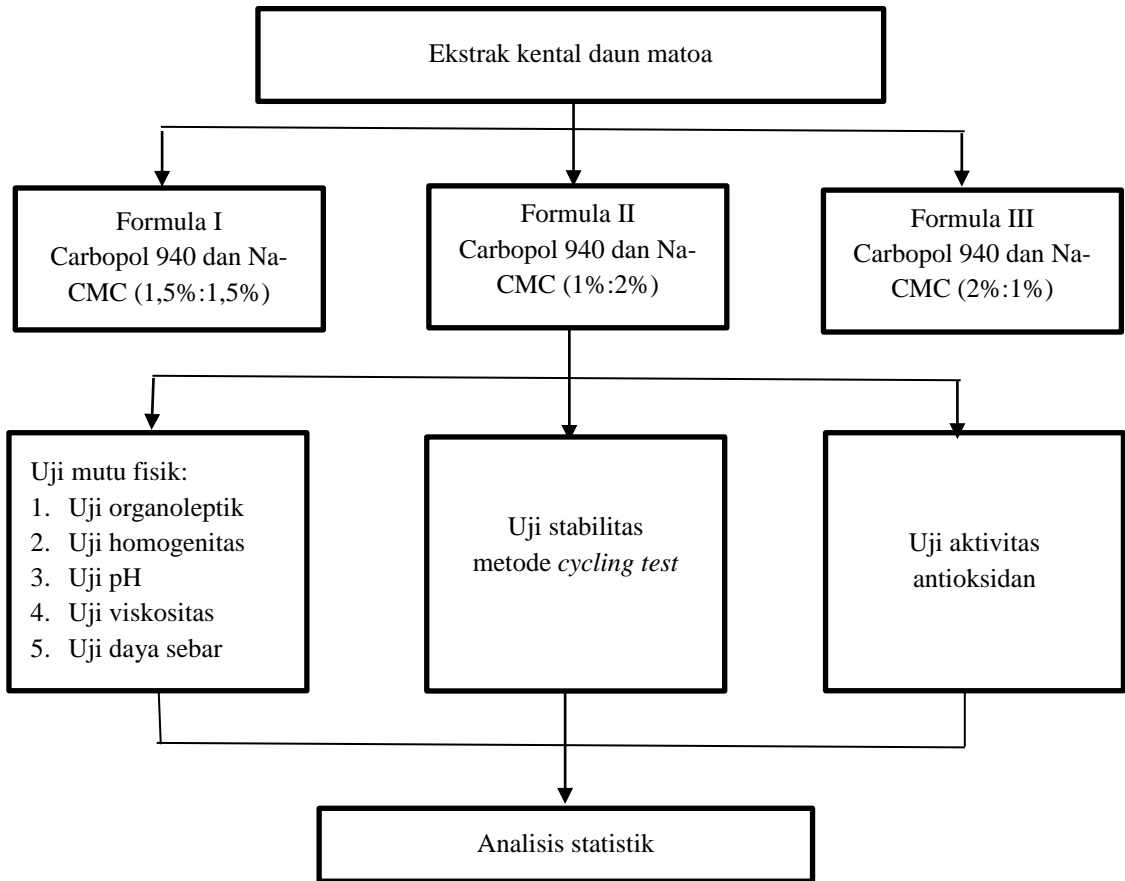 Ekstrak kental daun matoa
Formula I
Carbopol 940 dan Na-
CMC (1,5%:1,5%)
Formula II
Carbopol 940 dan Na-
CMC (1%:2%)
Formula III
Carbopol 940 dan Na-
CMC (2%:1%)
Uji mutu fisik:
1. Uji organoleptik
2. Uji homogenitas
3. Uji pH
4. Uji viskositas
5. Uji daya sebar
Uji stabilitas
metode cycling test
Uji aktivitas
antioksidan
Analisis statistik